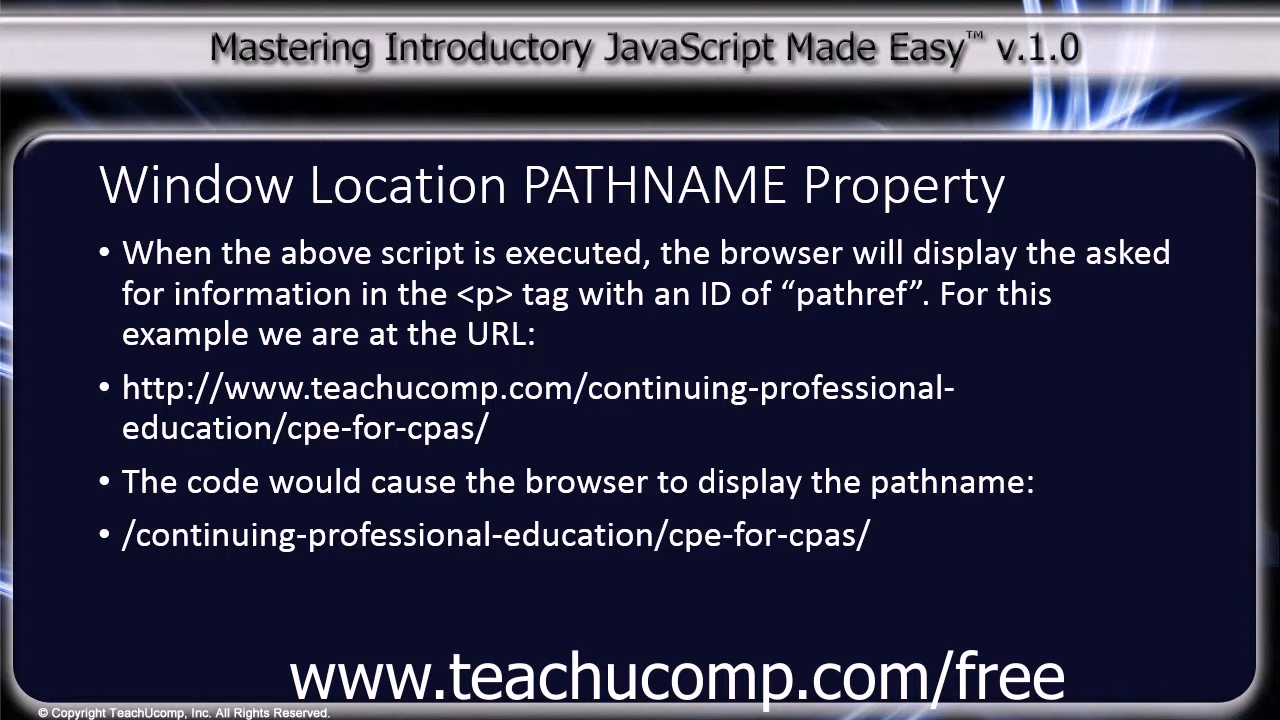 Mastering Introductory JavaScript Made Easy™ v.1.0
Window Location PATHNAME Property
• When the above script is executed, the browser will display the asked
for information in the <p> tag with an ID of “pathref”. For this
example we are at the URL:
• http://www.teachucomp.com/continuing-professional-
education/cpe-for-cpas/
• The code would cause the browser to display the pathname:
• /continuing-professional-education/cpe-for-cpas/
www.teachucomp.com/free
© Copyright TeachUcomp, Inc. All Rights Reserved.